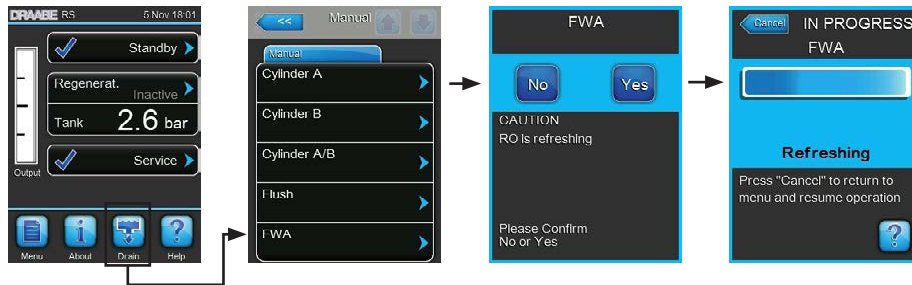 DRAABE RS 5 Nov 18:01
Standby
Regenerat.
Inactive
Tank 2.6 bar
Service
Output
Menu About Drain Help
<< Manual
Manual
Cylinder A
Cylinder B
Cylinder A/B
Flush
FWA
FWA
No Yes
CAUTION
RO is refreshing
Please Confirm
No or Yes
Cancel IN PROGRESS
FWA
Refreshing
Press "Cancel" to return to
menu and resume operation
?